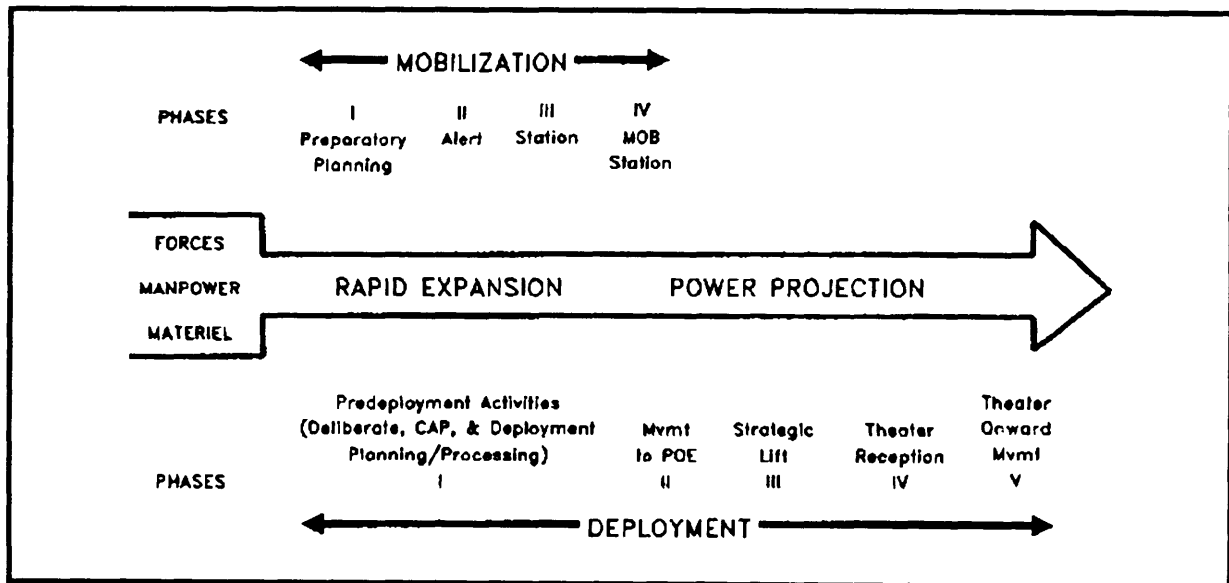 MOBILIZATION
PHASES
I II III IV
Preparatory Alert Station MOB
Planning Station
FORCES
MANPOWER RAPID EXPANSION POWER PROJECTION
MATERIEL
Predeployment Activities Theater
(Deliberate, CAP, & Deployment Mvmt Strategic Theater Onward
Planning/Processing) to POE Lift Reception Mvmt
PHASES I II III IV V
DEPLOYMENT